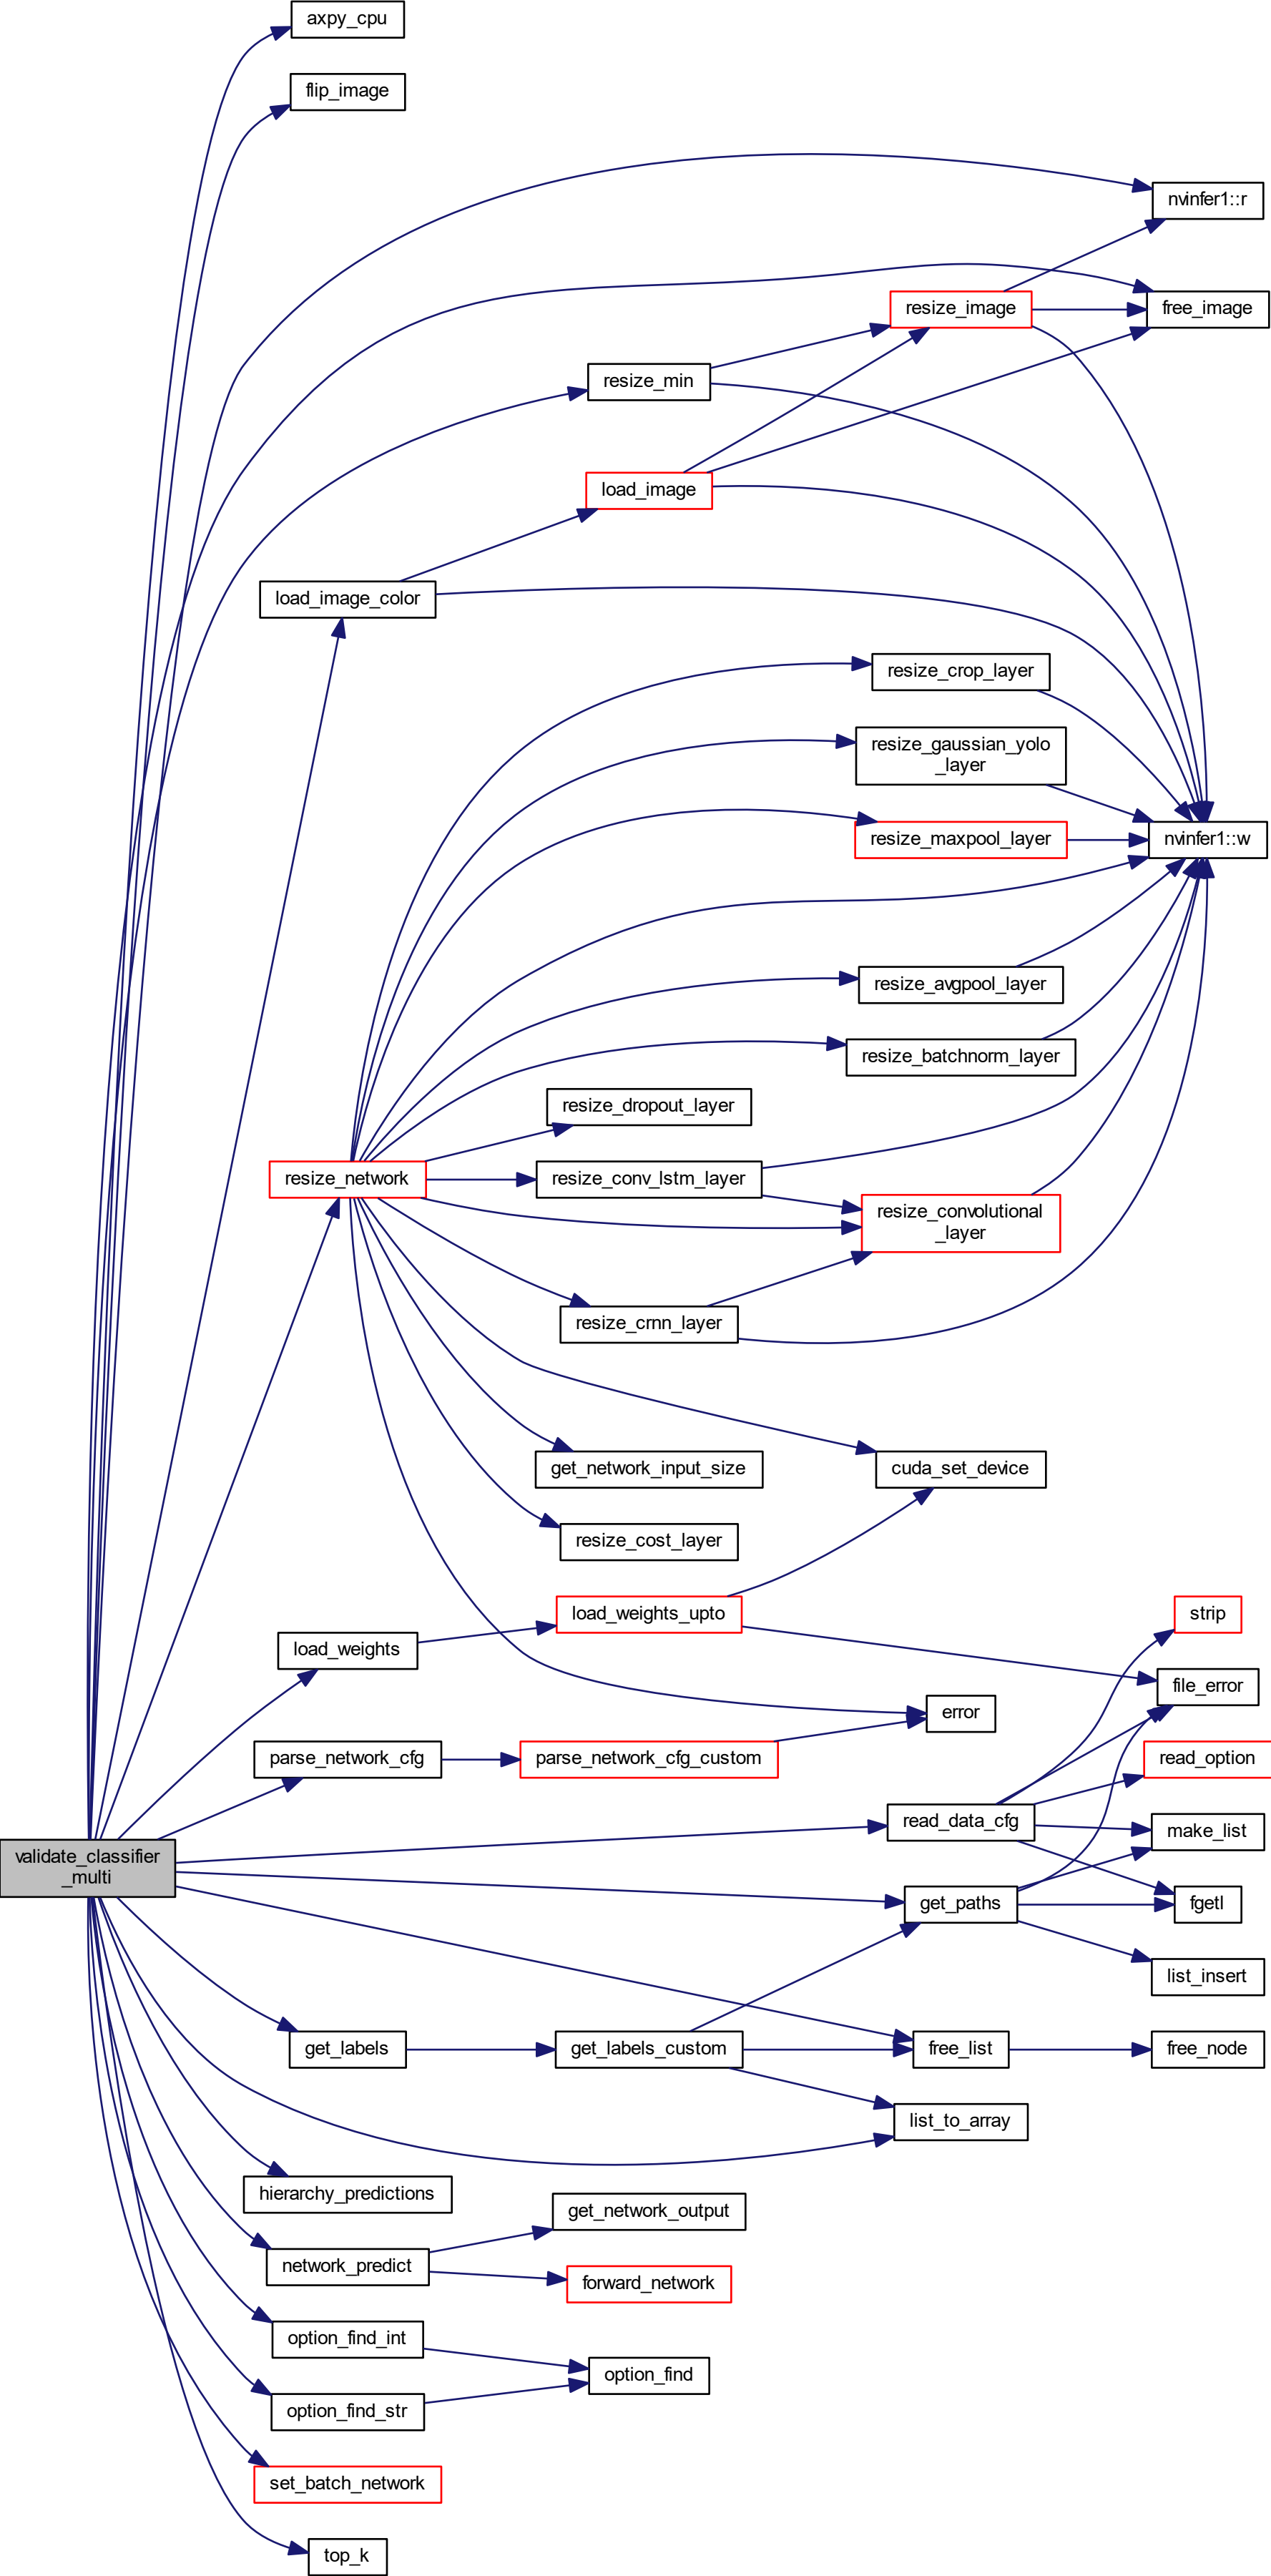 axpy_cpu
flip_image
nvinfer1::r
resize_image
free_image
resize_min
load_image
load_image_color
resize_crop_layer
resize_gaussian_yolo
_layer
resize_maxpool_layer
nvinfer1::w
resize_avgpool_layer
resize_batchnorm_layer
resize_dropout_layer
resize_network
resize_conv_lstm_layer
resize_convolutional
_layer
resize_crnn_layer
get_network_input_size
cuda_set_device
resize_cost_layer
load_weights_upto
strip
load_weights
file_error
error
parse_network_cfg
parse_network_cfg_custom
read_option
read_data_cfg
make_list
validate_classifier
_multi
get_paths
fgetl
list_insert
get_labels
get_labels_custom
free_list
free_node
list_to_array
hierarchy_predictions
get_network_output
network_predict
forward_network
option_find_int
option_find
option_find_str
set_batch_network
top_k